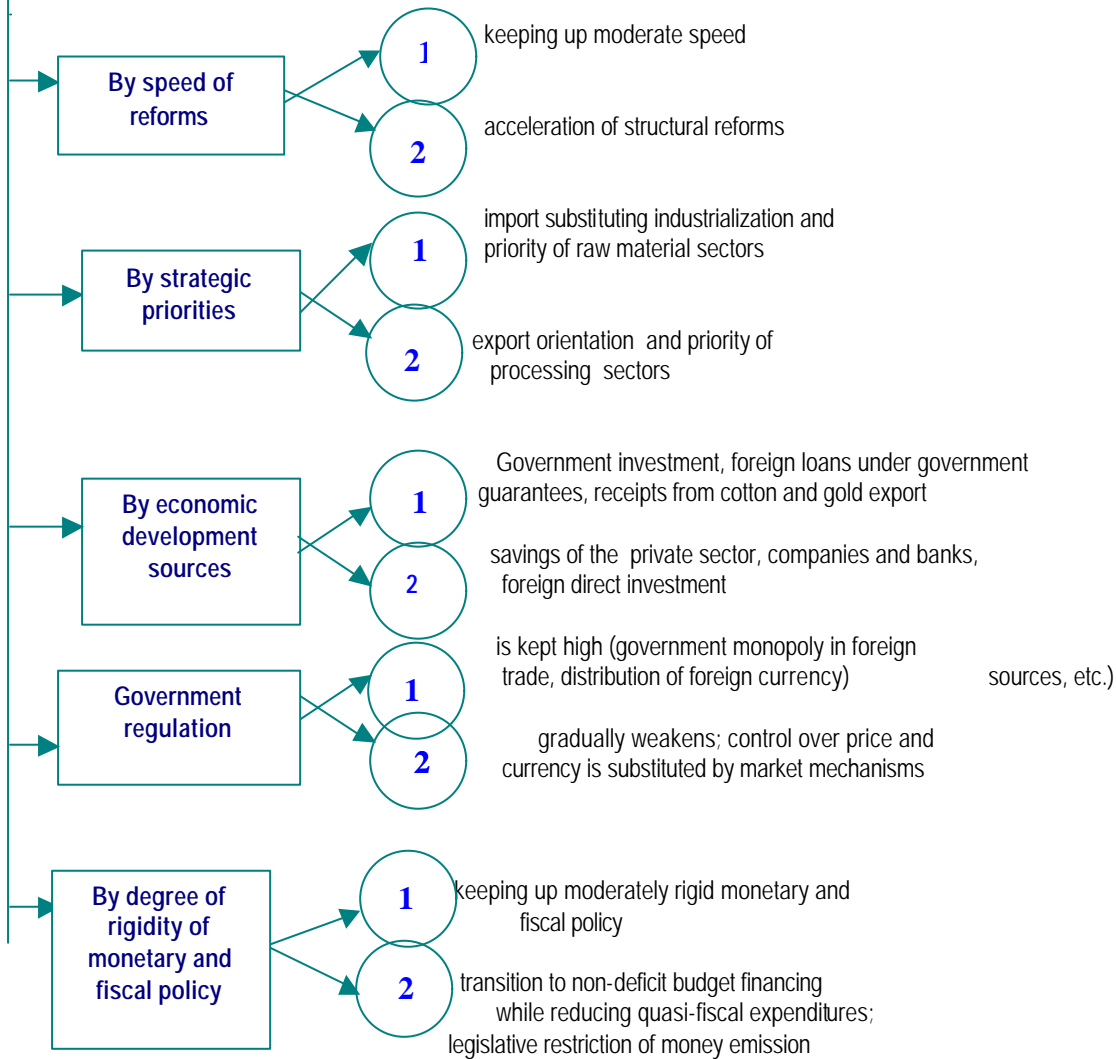 By speed of
reforms
1
keeping up moderate speed
2
acceleration of structural reforms
By strategic
priorities
1
import substituting industrialization and
priority of raw material sectors
2
export orientation and priority of
processing sectors
By economic
development
sources
1
Government investment, foreign loans under government
guarantees, receipts from cotton and gold export
2
savings of the private sector, companies and banks,
foreign direct investment
Government
regulation
1
is kept high (government monopoly in foreign
trade, distribution of foreign currency) sources, etc.)
2
gradually weakens; control over price and
currency is substituted by market mechanisms
By degree of
rigidity of
monetary and
fiscal policy
1
keeping up moderately rigid monetary and
fiscal policy
2
transition to non-deficit budget financing
while reducing quasi-fiscal expenditures;
legislative restriction of money emission